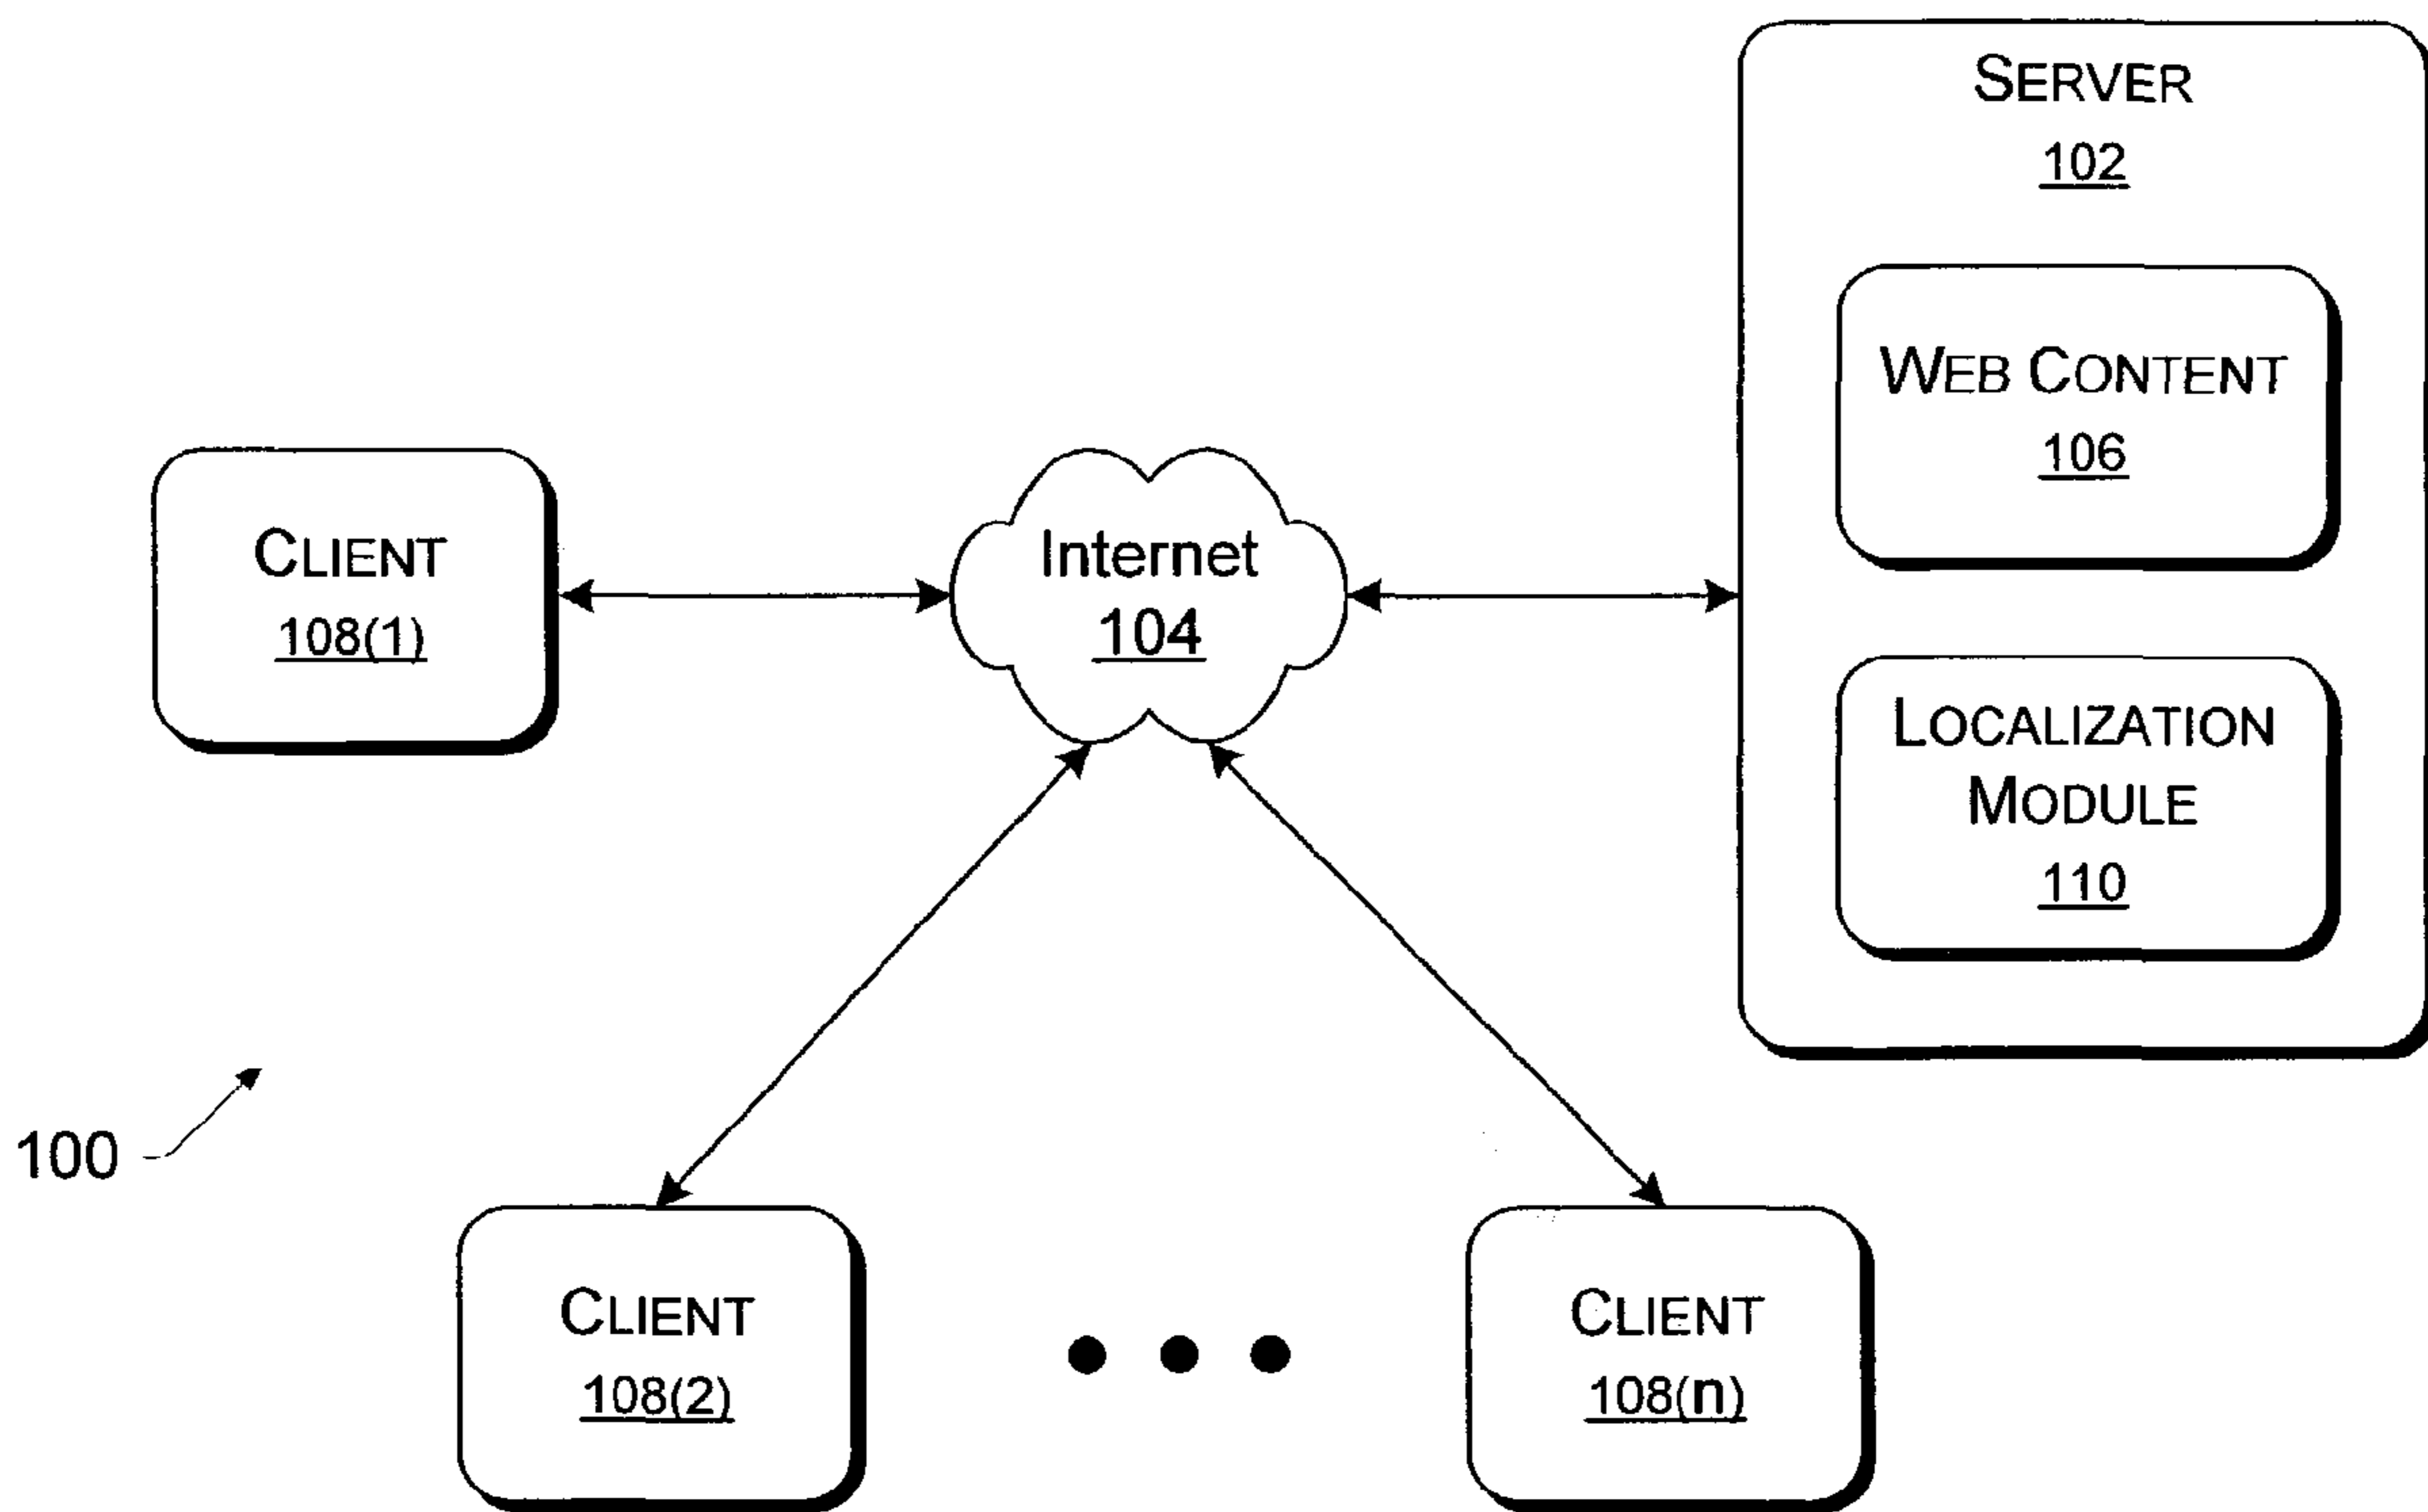 SERVER
102
WEB CONTENT
106
CLIENT
108(1)
Internet
104
LOCALIZATION
MODULE
110
100
CLIENT
108(2)
CLIENT
108(n)